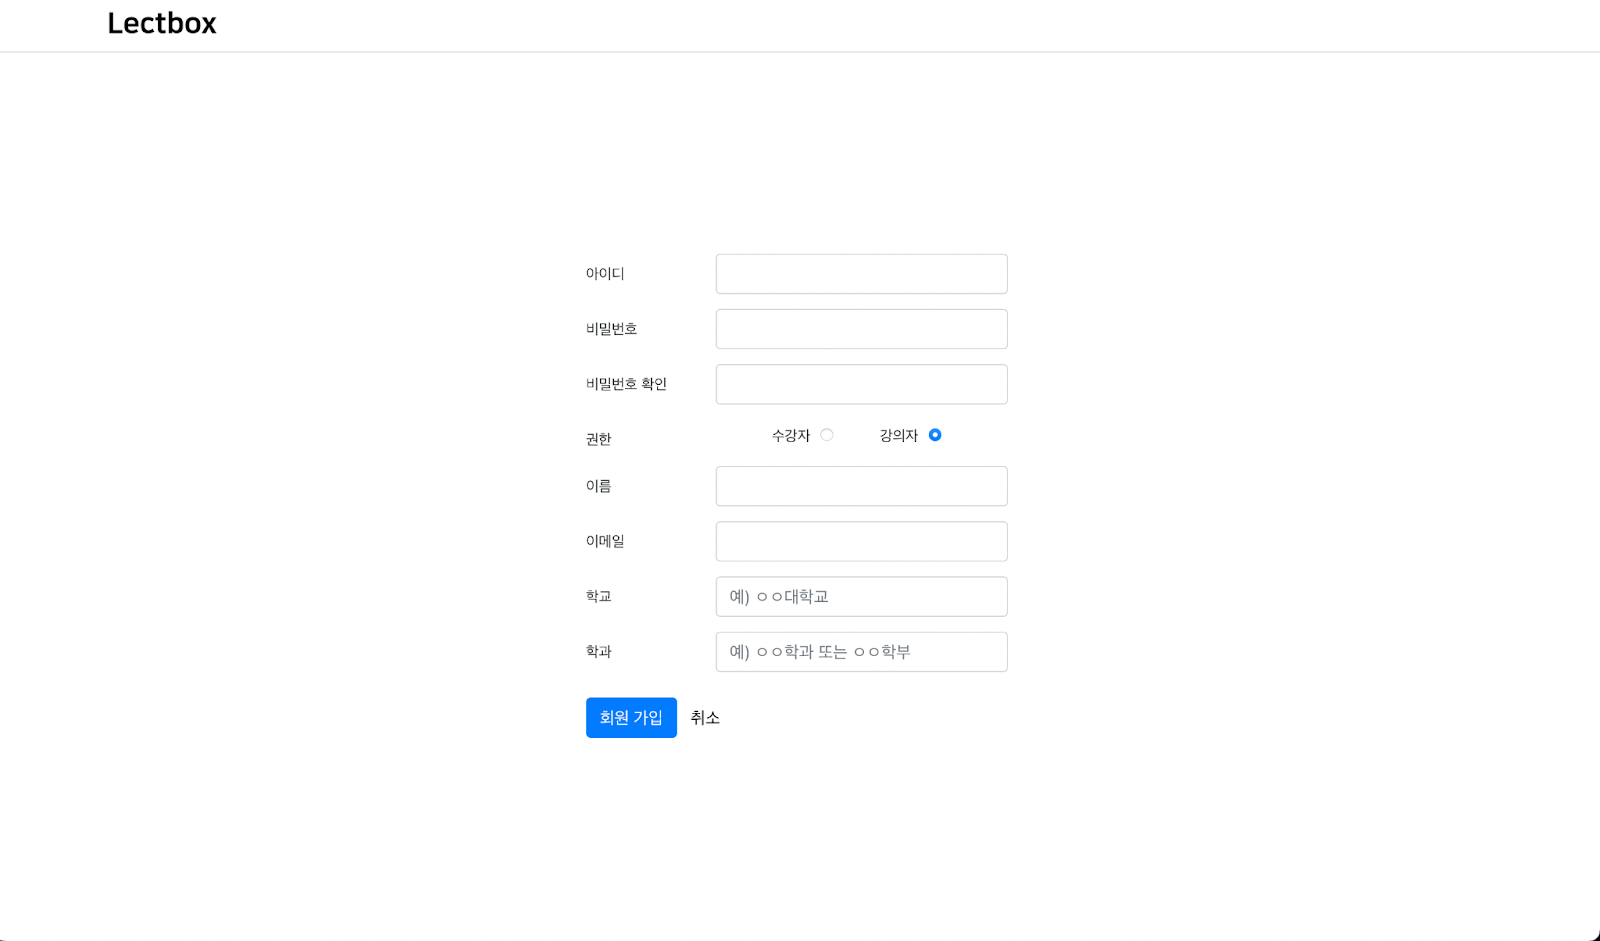 Lectbox
아이디
비밀번호
비밀번호 확인
권한 수강자 강의자
이름
이메일
학교 예) ㅇㅇ대학교
학과 예) ㅇㅇ학과 또는 ㅇㅇ학부
회원 가입 취소